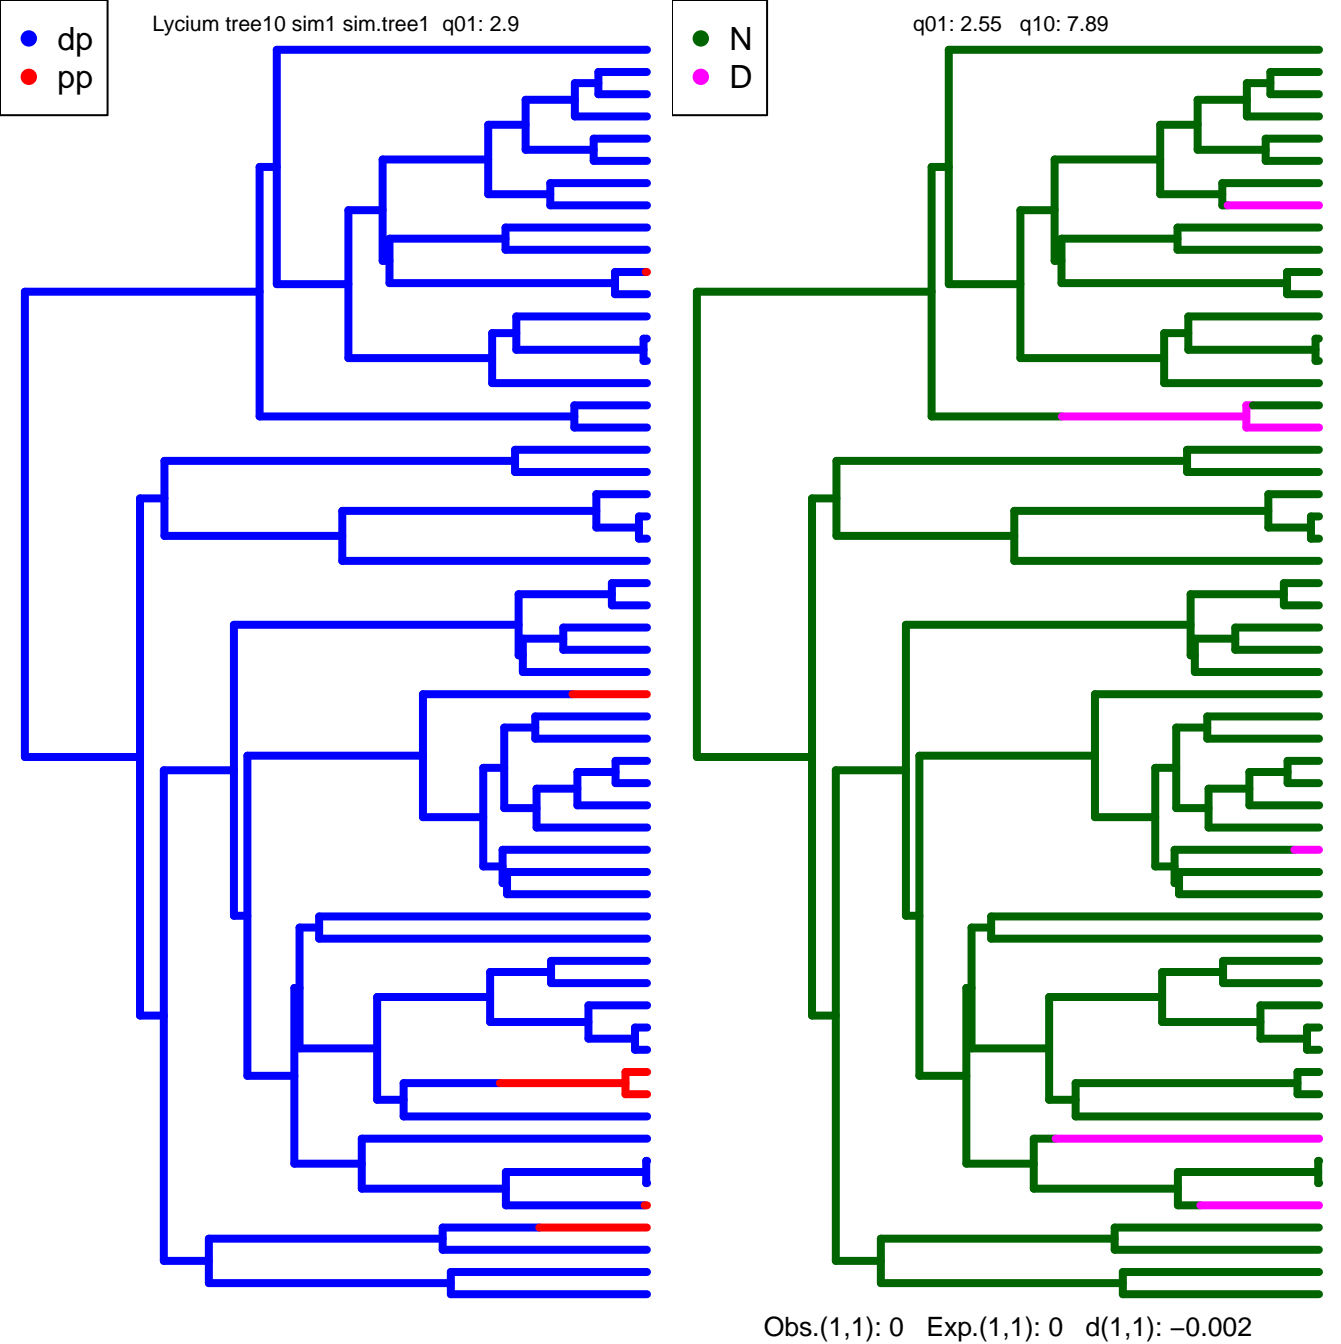 Lycium tree10 sim1 sim.tree1 q01: 2.9
dp
pp
q01: 2.55 q10: 7.89
N
D
Obs.(1,1): 0 Exp.(1,1): 0 d(1,1): −0.002